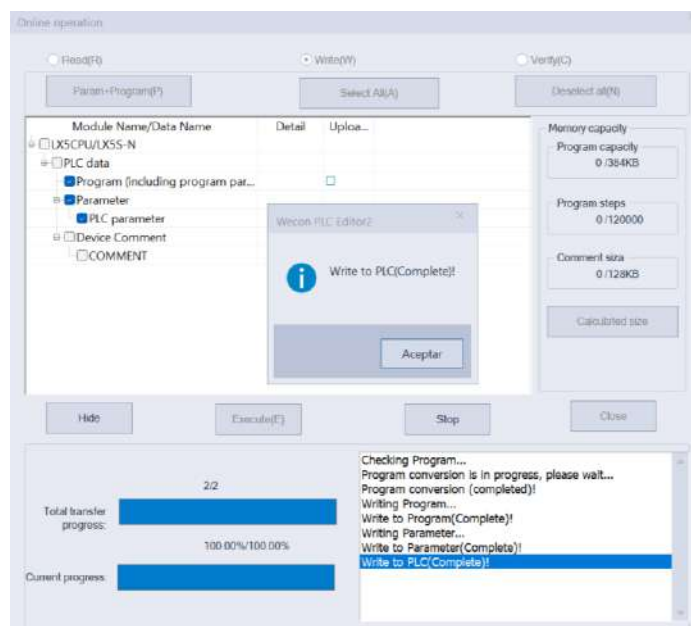 Online operation
Read(R)
Write(W)
Verify(C)
Param+Program(P)
Select All(A)
Deselect all(N)
Module Name/Data Name
Detail
Uploa...
LX5CPU/LX5S-N
PLC data
Program (including program par...
Parameter
PLC parameter
Device Comment
COMMENT
Memory capacity
Program capacity
0 /384KB
Program steps
0 /120000
Comment siza
0 /128KB
Calculated size
Wecon PLC Editor2
Write to PLC(Complete)!
Aceptar
Hide
Execute(E)
Stop
Close
2/2
Total transfer
progress:
100.00%/100.00%
Current progress:
Checking Program...
Program conversion is in progress, please wait...
Program conversion (completed)!
Writing Program...
Write to Program(Complete)!
Writing Parameter...
Write to Parameter(Complete)!
Write to PLC(Complete)!